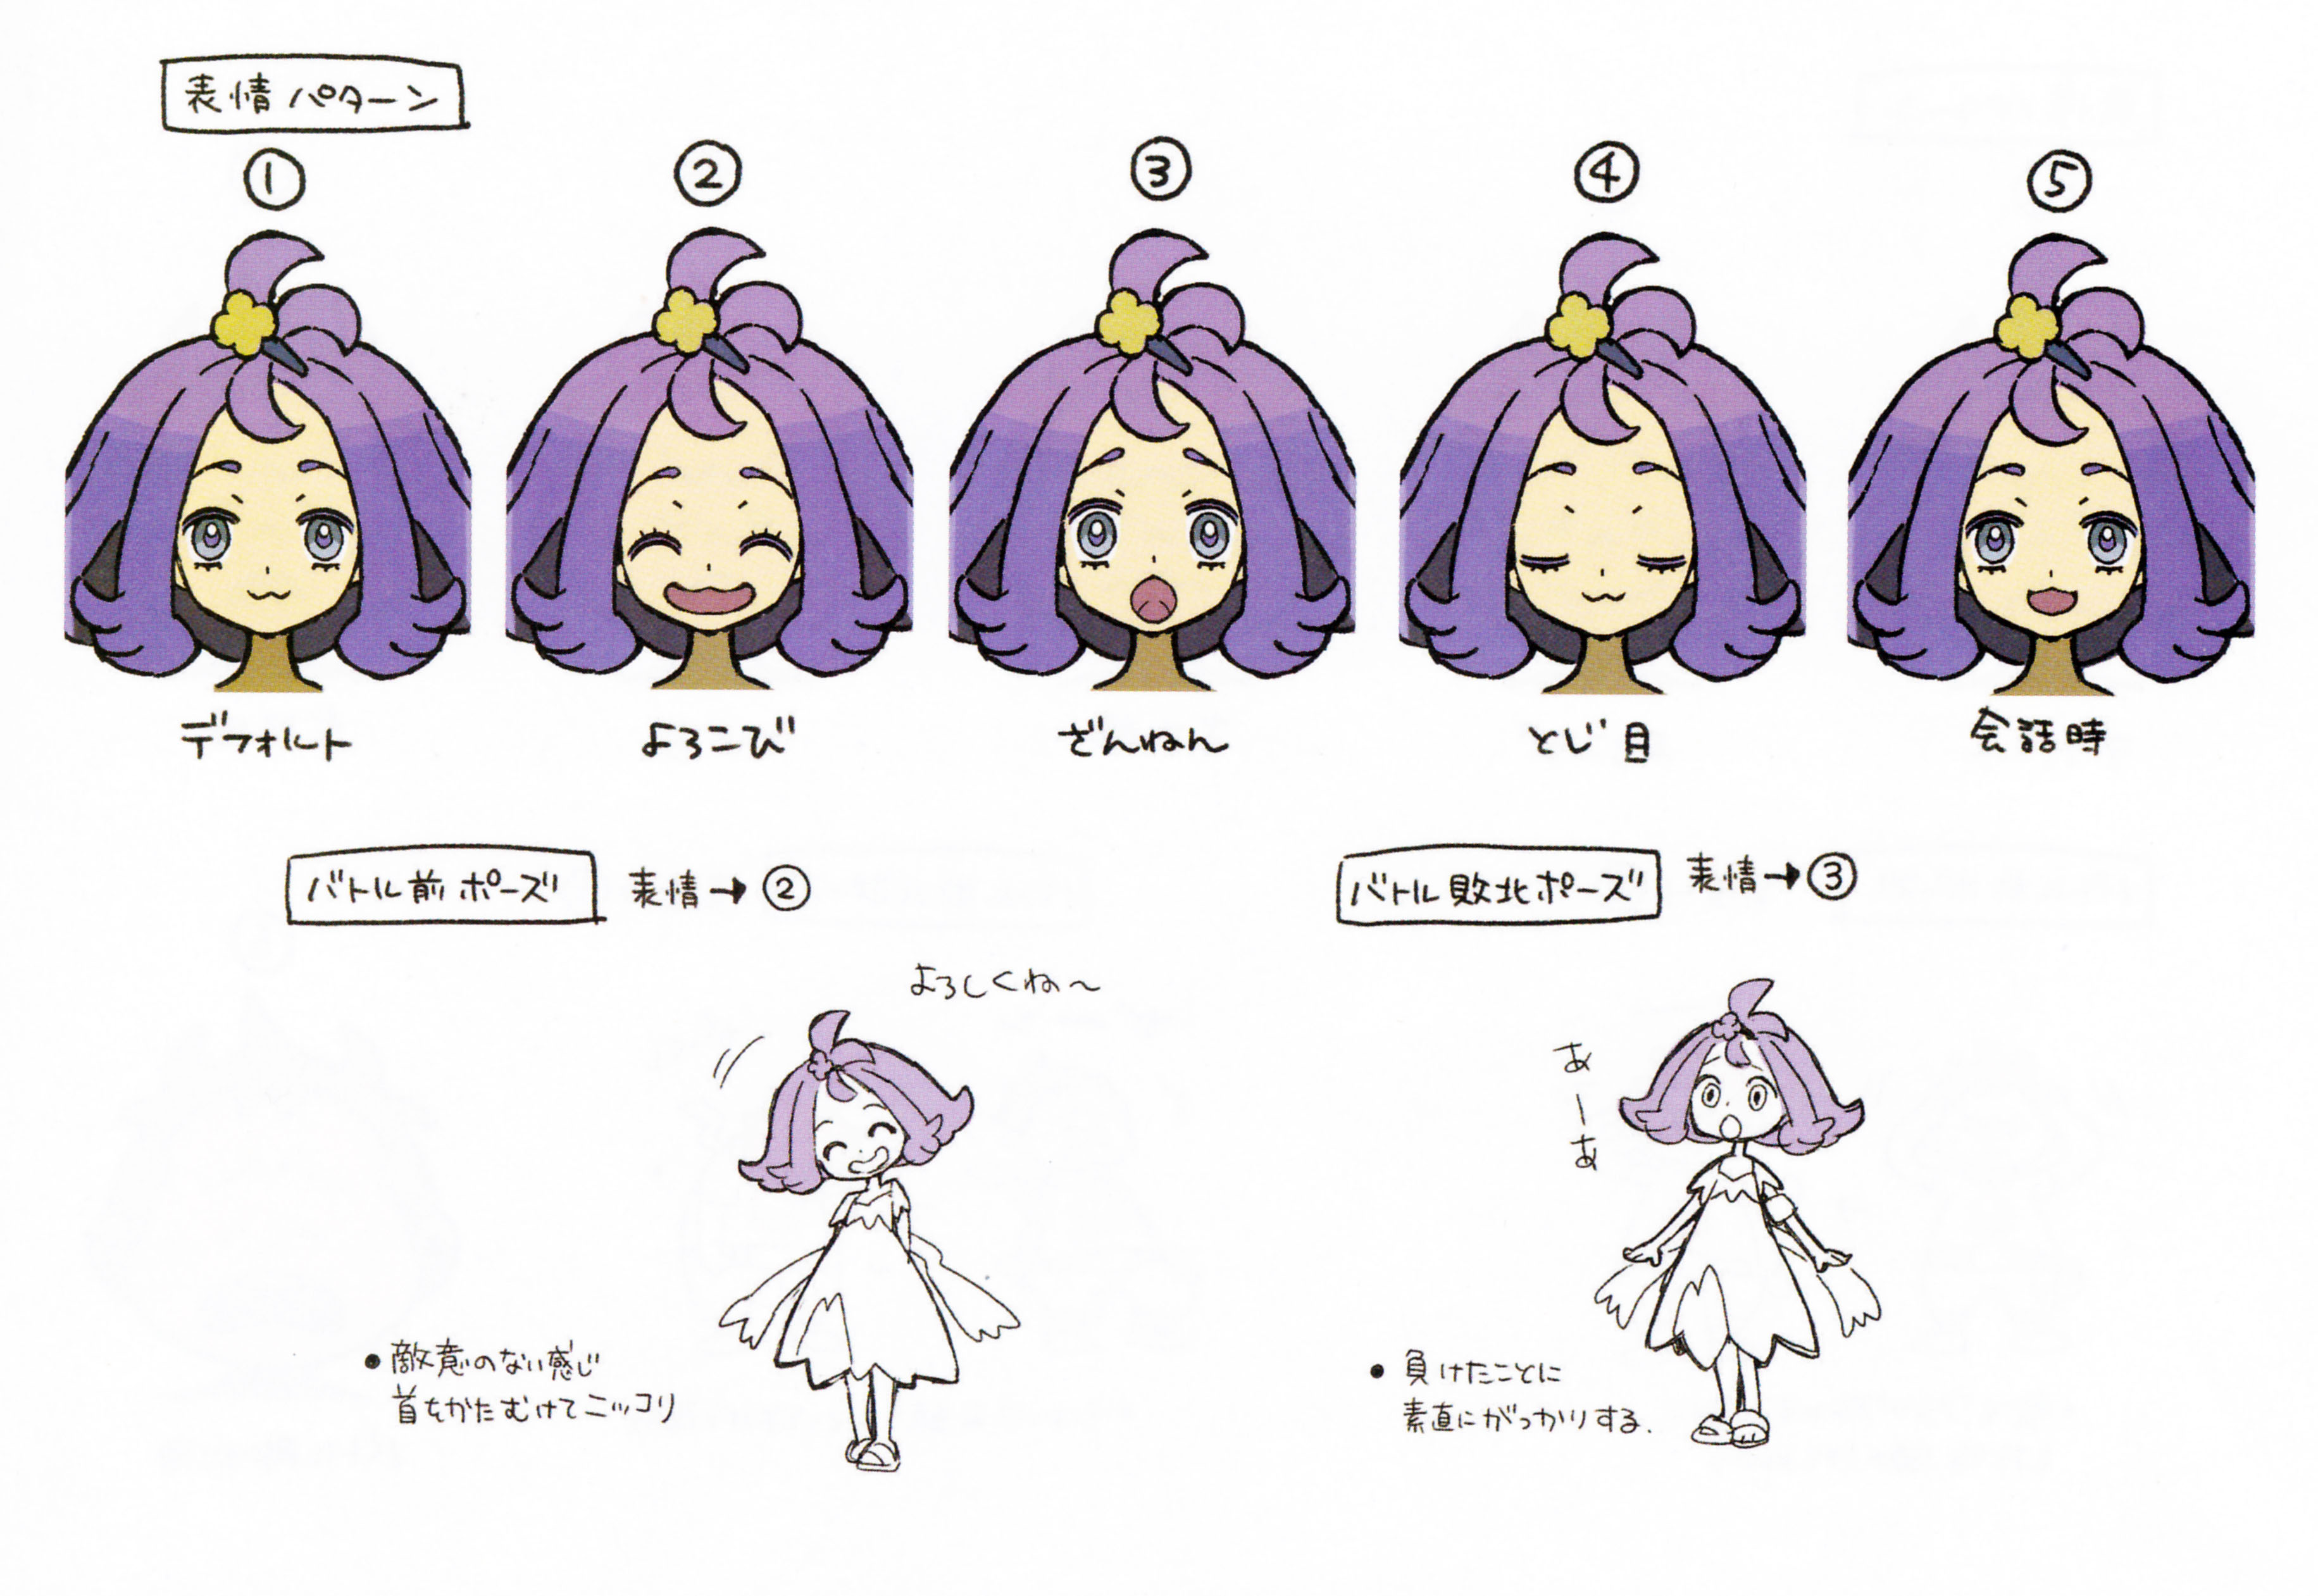 表情パターン
① ② ③ ④ ⑤
デフォルト
よろこび
ざんねん
とじ目
会話時
バトル前ポーズ 表情→②
よろしくね〜
・敵意のない感じ
首をかたむけてニッコリ
バトル敗北ポーズ 表情→③
あーあ
・負けたことに
素直にがっかりする.